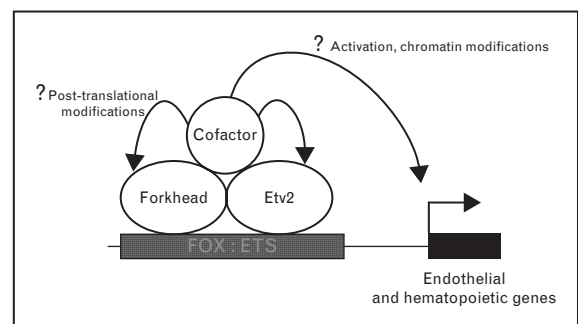 ? Activation, chromatin modifications
? Post-translational
modifications
Cofactor
Forkhead
Etv2
FOX : ETS
Endothelial
and hematopoietic genes